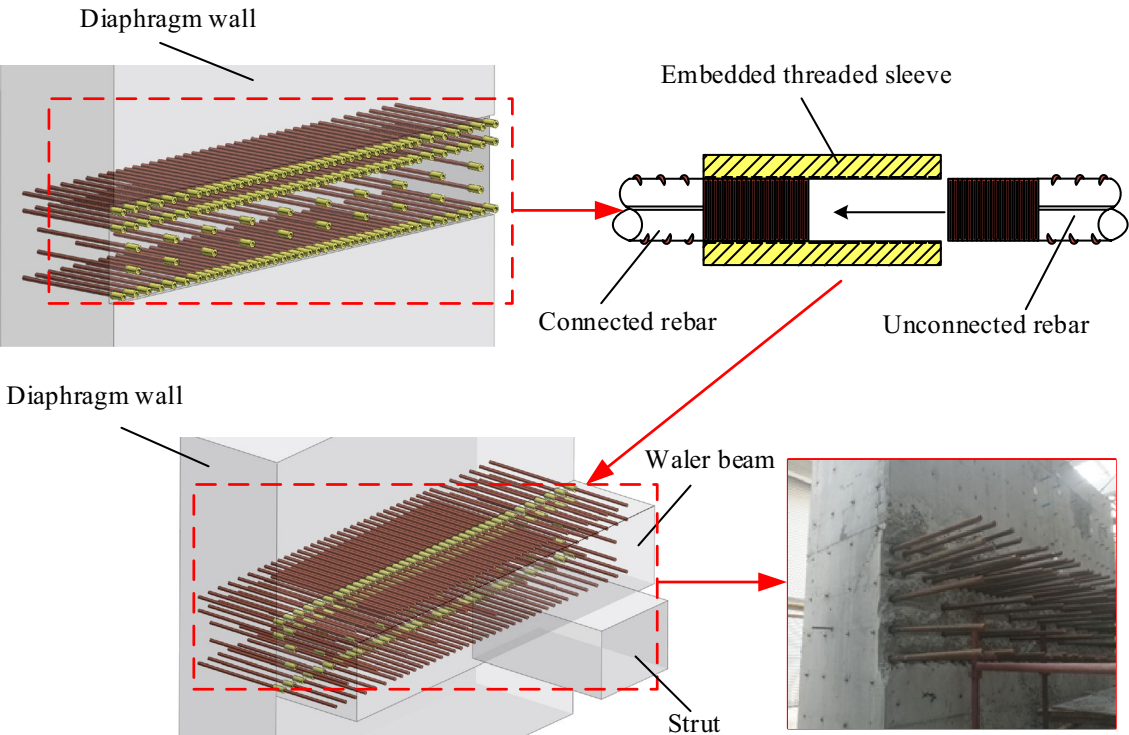 Diaphragm wall
Embedded threaded sleeve
Connected rebar
Unconnected rebar
Diaphragm wall
Waler beam
Strut